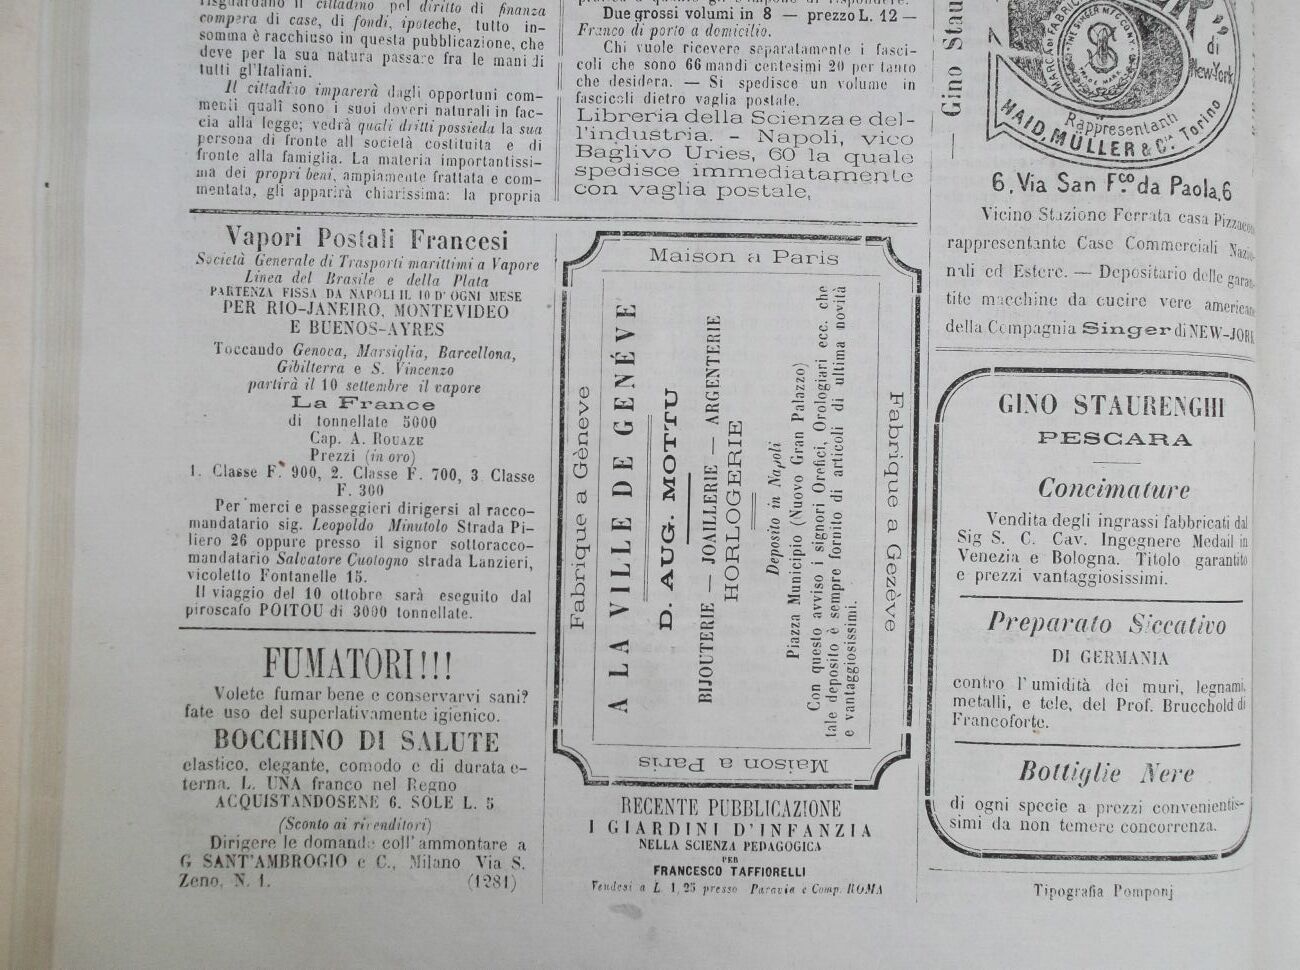 risguardano il cittadino pel diritto di finanza
compera di case, di fondi, ipoteche, tutto in-
somma è racchiuso in questa pubblicazione, che
deve per la sua natura passare fra le mani di
tutti gl'Italiani.
Il cittadino imparerà dagli opportuni com-
menti quali sono i suoi doveri naturali in fac-
cia alla legge; vedrà quali dritti possieda la sua
persona di fronte all società costituita e di
fronte alla famiglia. La materia importantissi-
ma dei propri beni, ampiamente frattata e com-
mentata, gli apparirà chiarissima: la propria
Due grossi volumi in 8 — prezzo L. 12 —
Franco di porto a domicilio.
Chi vuole ricevere separatamente i fasci-
coli che sono 66 mandi centesimi 20 per tanto
che desidera. — Si spedisce un volume in
fascicoli dietro vaglia postale.
Libreria della Scienza e del-
l'industria. - Napoli, vico
Baglivo Uries, 60 la quale
spedisce immediatamente
con vaglia postale,
Vapori Postali Francesi
Società Generale di Trasporti marittimi a Vapore
Linea del Brasile e della Plata
PARTENZA FISSA DA NAPOLI IL 10 D'OGNI MESE
PER RIO-JANEIRO, MONTEVIDEO
E BUENOS-AYRES
Toccando Genova, Marsiglia, Barcellona,
Gibilterra e S. Vincenzo
partirà il 10 settembre il vapore
La France
di tonnellate 5000
Cap. A. ROUAZE
Prezzi (in oro)
1. Classe F. 900, 2. Classe F. 700, 3 Classe
F. 300
Per merci e passeggieri dirigersi al racco-
mandatario sig. Leopoldo Minutolo Strada Pi-
liero 26 oppure presso il signor sottoracco-
mandatario Salvatore Cuologno strada Lanzieri,
vicoletto Fontanelle 15.
Il viaggio del 10 ottobre sarà eseguito dal
piroscafo POITOU di 3000 tonnellate.
FUMATORI!!!
Volete fumar bene e conservarvi sani?
fate uso del superlativamente igienico.
BOCCHINO DI SALUTE
elastico, elegante, comodo e di durata e-
terna. L. UNA franco nel Regno
ACQUISTANDOSENE 6. SOLE L. 5
(Sconto ai rivenditori)
Dirigere le domande coll'ammontare a
G. SANT'AMBROGIO e C., Milano Via S.
Zeno, N. 1. (1281)
Maison a Paris
Fabrique a Gèneve
A LA VILLE DE GENÉVE
D. AUG. MOTTU
BIJOUTERIE — JOAILLERIE — ARGENTERIE
HORLOGERIE
Deposito in Napoli
Piazza Municipio (Nuovo Gran Palazzo)
Con questo avviso i signori Orefici, Orologiari ecc. che
tale deposito è sempre fornito di articoli di ultima novità
e vantaggiosissimi.
Fabrique a Gezève
Maison a Paris
RECENTE PUBBLICAZIONE
I GIARDINI D'INFANZIA
NELLA SCIENZA PEDAGOGICA
PER
FRANCESCO TAFFIORELLI
Vendesi a L. 1,25 presso Paravia e Comp. ROMA
— Gino Stau
MARCA DI FABBRICA
THE SINGER MFG CO NY
TRADE MARK
di
New-York
Rappresentanti
MAID, MÜLLER & Cia. Torino
6, Via San F.co da Paola, 6
Vicino Stazione Ferrata casa Pizzaco
rappresentante Case Commerciali Nazio-
nali ed Estere. — Depositario delle garan-
tite macchine da cucire vere american
della Compagnia Singer di NEW-JORK
GINO STAURENGHI
PESCARA
Concimature
Vendita degli ingrassi fabbricati dal
Sig S. C. Cav. Ingegnere Medail in
Venezia e Bologna. Titolo garantito
e prezzi vantaggiosissimi.
Preparato Siccativo
DI GERMANIA
contro l'umidità dei muri, legnami,
metalli, e tele, del Prof. Brucchold di
Francoforte.
Bottiglie Nere
di ogni specie a prezzi convenientis-
simi da non temere concorrenza.
Tipografia Pomponj